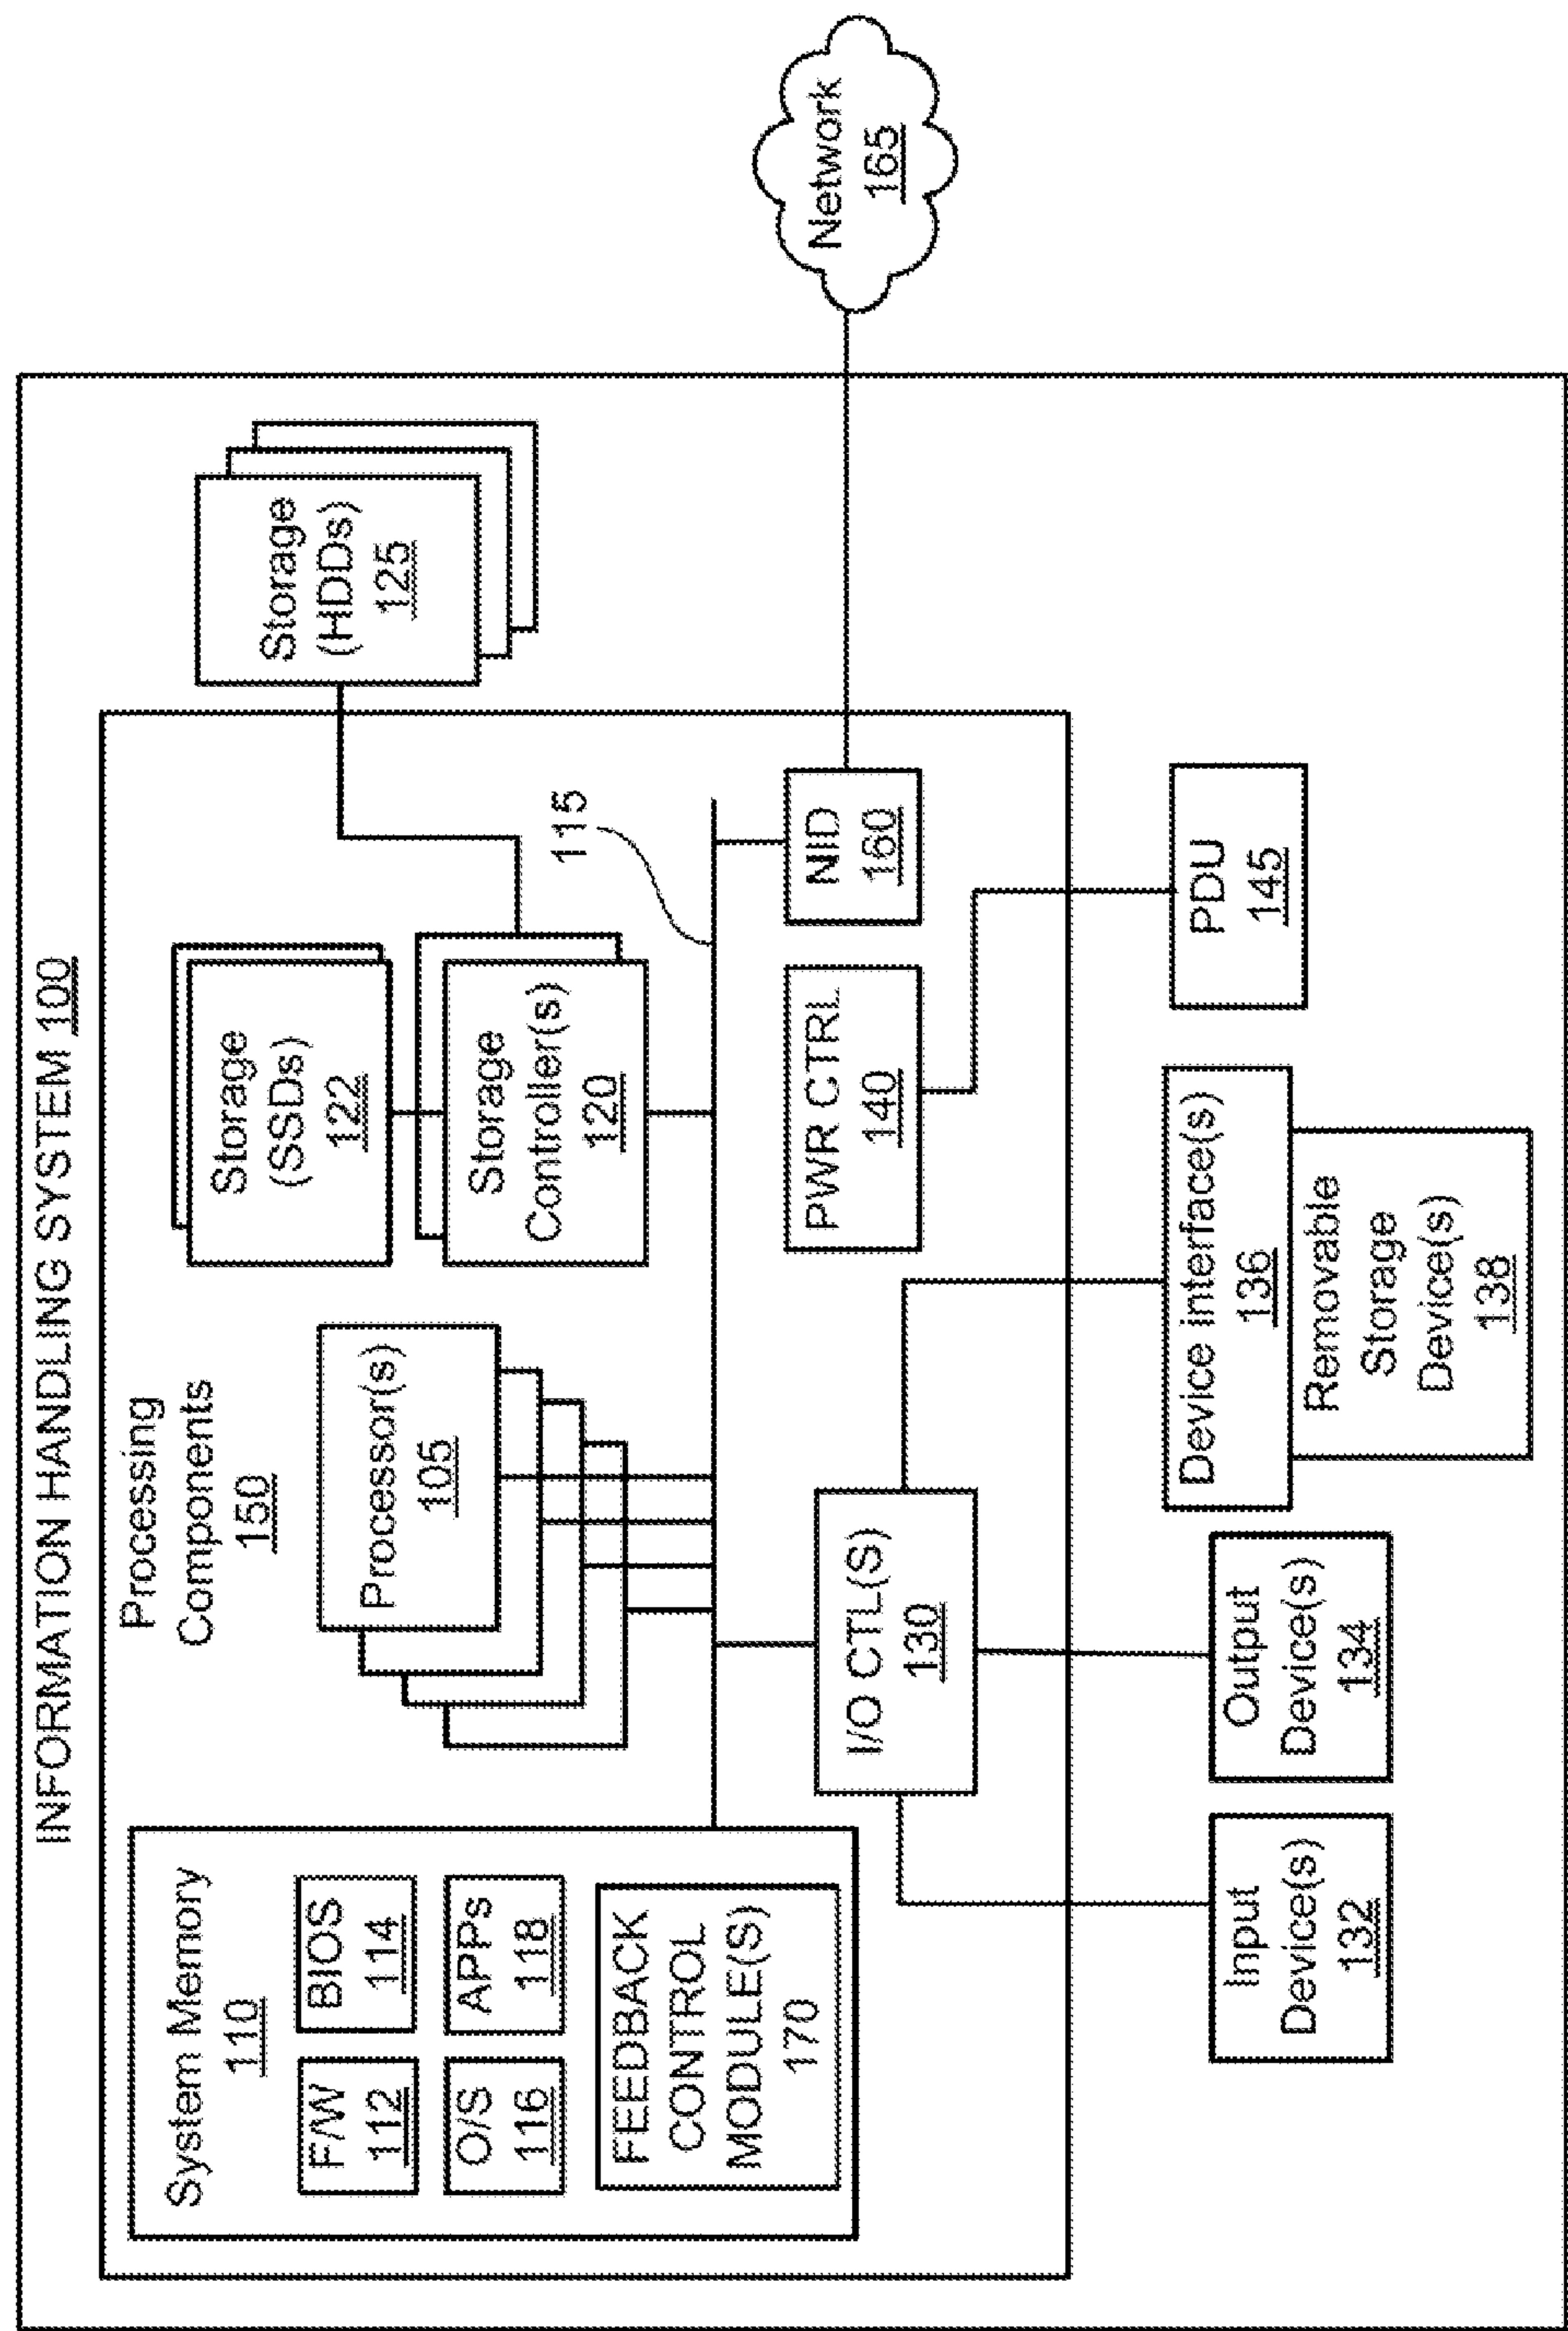 INFORMATION HANDLING SYSTEM 100
System Memory
110
F/W
112
BIOS
114
O/S
116
APPs
118
FEEDBACK
CONTROL
MODULE(S)
170
Processing
Components
150
Processor(s)
105
Storage
(SSDs)
122
Storage
Controller(s)
120
Storage
(HDDs)
125
115
I/O CTL(S)
130
PWR CTRL
140
NID
160
Network
165
Input
Device(s)
132
Output
Device(s)
134
Device interface(s)
136
Removable
Storage
Device(s)
138
PDU
145